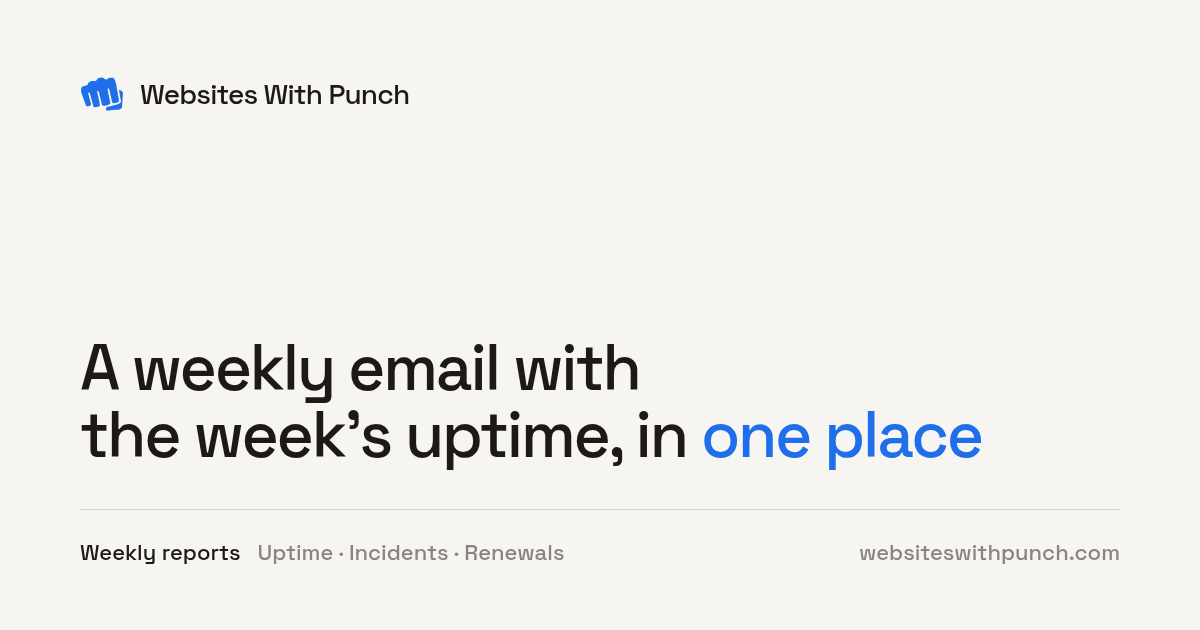 Websites With Punch
A weekly email with
the week’s uptime, in one place
Weekly reports Uptime · Incidents · Renewals
websiteswithpunch.com